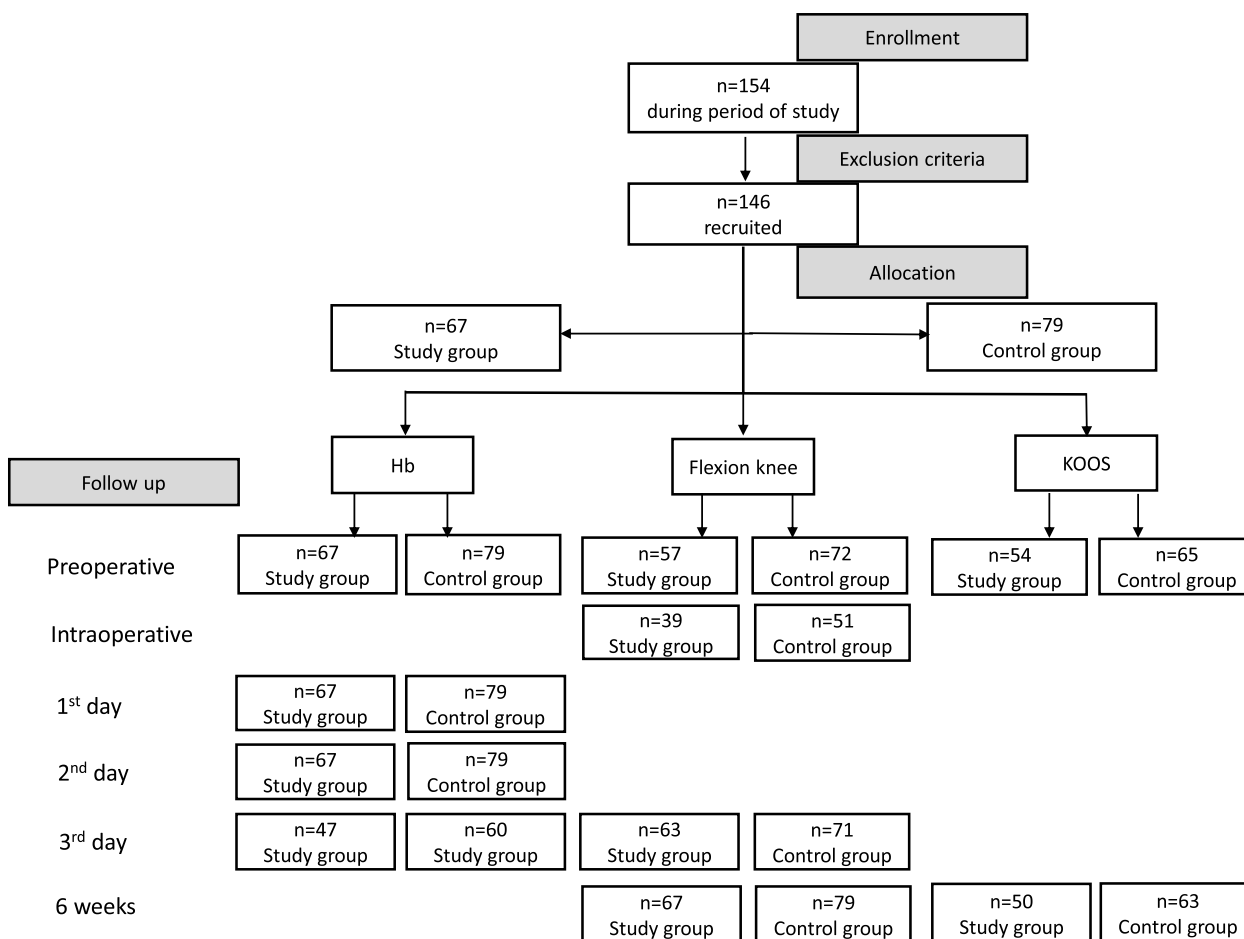 Enrollment
n=154
during period of study
Exclusion criteria
n=146
recruited
Allocation
n=67
Study group
n=79
Control group
Hb
Flexion knee
KOOS
Follow up
Preoperative
n=67
Study group
n=79
Control group
n=57
Study group
n=72
Control group
n=54
Study group
n=65
Control group
Intraoperative
n=39
Study group
n=51
Control group
1st day
n=67
Study group
n=79
Control group
2nd day
n=67
Study group
n=79
Control group
3rd day
n=47
Study group
n=60
Study group
n=63
Study group
n=71
Control group
6 weeks
n=67
Study group
n=79
Control group
n=50
Study group
n=63
Control group